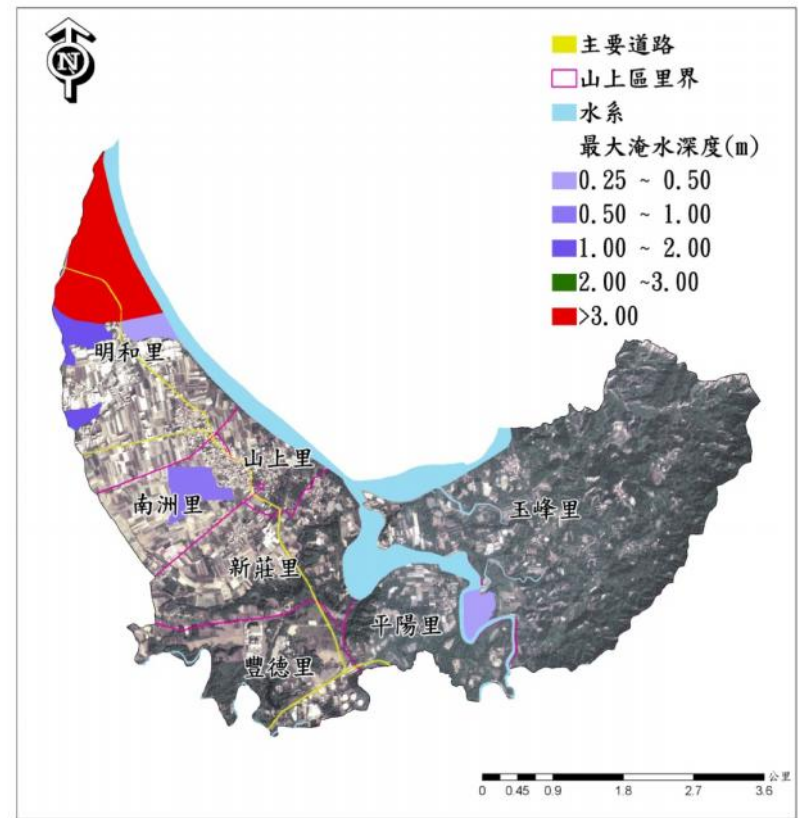 N
主要道路
山上區里界
水系
最大淹水深度(m)
0.25 ~ 0.50
0.50 ~ 1.00
1.00 ~ 2.00
2.00 ~3.00
>3.00
明和里
山上里
南洲里
玉峰里
新莊里
平陽里
豐德里
公里
0 0.45 0.9 1.8 2.7 3.6